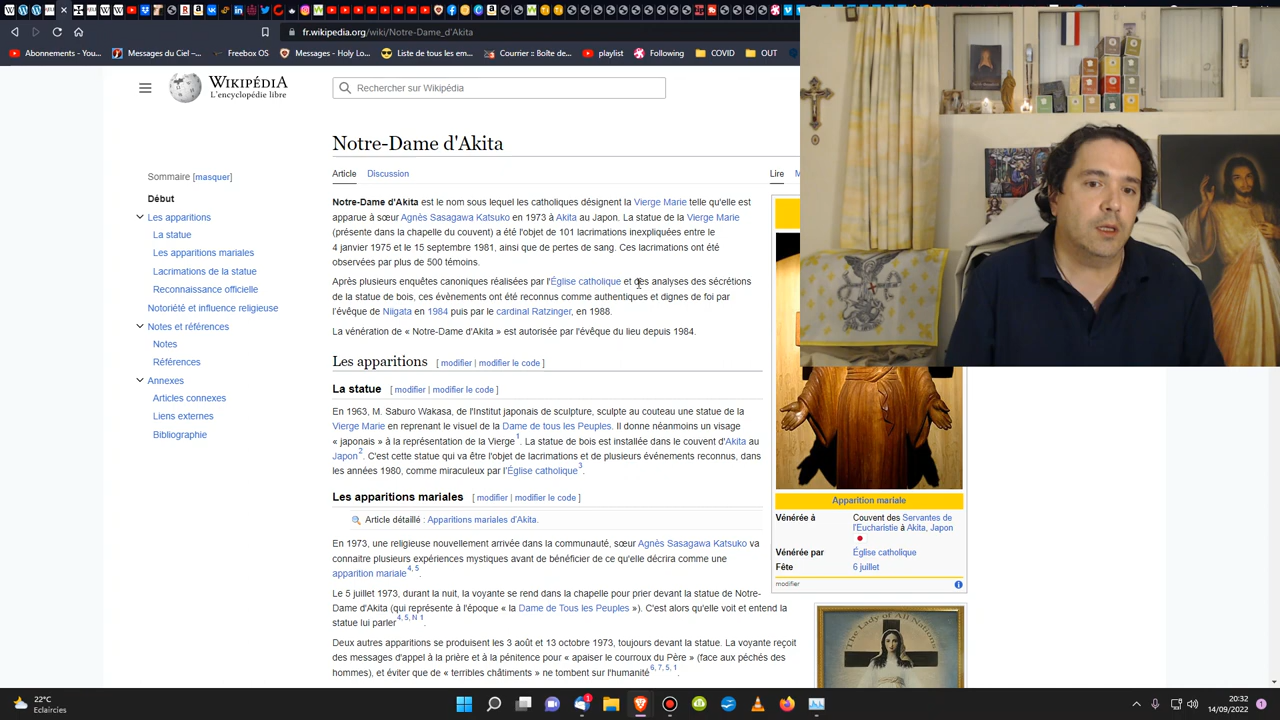 fr.wikipedia.org/wiki/Notre-Dame_d'Akita
Abonnements - You...
Messages du Ciel –...
Univers
Freebox OS
Liste de tous les é...
Freebox :: Boîte de...
YouTube
Following
COVID
OUT
WIKIPÉDIA
L'encyclopédie libre
Rechercher sur Wikipédia
Sommaire [masquer]
Début
Les apparitions
La statue
Les apparitions mariales
Lacrimations de la statue
Reconnaissance officielle
Notoriété et influence religieuse
Notes et références
Notes
Références
Annexes
Articles connexes
Liens externes
Bibliographie
Notre-Dame d'Akita
Article Discussion Lire M
Notre-Dame d'Akita est le nom sous lequel les catholiques désignent la Vierge Marie telle qu'elle est
apparue à sœur Agnès Sasagawa Katsuko en 1973 à Akita au Japon. La statue de la Vierge Marie
(présente dans la chapelle du couvent) a été l'objet de 101 lacrimations inexpliquées entre le
4 janvier 1975 et le 15 septembre 1981, ainsi que de pertes de sang. Ces lacrimations ont été
observées par plus de 500 témoins.
Après plusieurs enquêtes canoniques réalisées par l'Église catholique et des analyses des sécrétions
de la statue de bois, ces évènements ont été reconnus comme authentiques et dignes de foi par
l'évêque de Niigata en 1984 puis par le cardinal Ratzinger, en 1988.
La vénération de « Notre-Dame d'Akita » est autorisée par l'évêque du lieu depuis 1984.
Les apparitions [ modifier | modifier le code ]
La statue [ modifier | modifier le code ]
En 1963, M. Saburo Wakasa, de l'Institut japonais de sculpture, sculpte au couteau une statue de la
Vierge Marie en reprenant le visuel de la Dame de tous les Peuples. Il donne néanmoins un visage
« japonais » à la représentation de la Vierge1. La statue de bois est installée dans le couvent d'Akita au
Japon2. C'est cette statue qui va être l'objet de lacrimations et de plusieurs événements reconnus, dans
les années 1980, comme miraculeux par l'Église catholique3.
Les apparitions mariales [ modifier | modifier le code ]
Article détaillé : Apparitions mariales d'Akita.
En 1973, une religieuse nouvellement arrivée dans la communauté, sœur Agnès Sasagawa Katsuko va
connaitre plusieurs expériences mystiques avant de bénéficier de ce qu'elle décrira comme une
apparition mariale4, 5.
Le 5 juillet 1973, durant la nuit, la voyante se rend dans la chapelle pour prier devant la statue de Notre-
Dame d'Akita (qui représente à l'époque « la Dame de Tous les Peuples »). C'est alors qu'elle voit et entend la
statue lui parler4, 5, N 1.
Deux autres apparitions se produisent les 3 août et 13 octobre 1973, toujours devant la statue. La voyante reçoit
des messages d'appel à la prière et à la pénitence pour « apaiser le courroux du Père » (face aux péchés des
hommes), et éviter que de « terribles châtiments » ne tombent sur l'humanité6, 7, 5, 1.
Apparition mariale
Vénérée à Couvent des Servantes de
l'Eucharistie à Akita, Japon
Vénérée par Église catholique
Fête 6 juillet
modifier
The Lady of All Nations
22°C
Eclaircies
20:32
14/09/2022